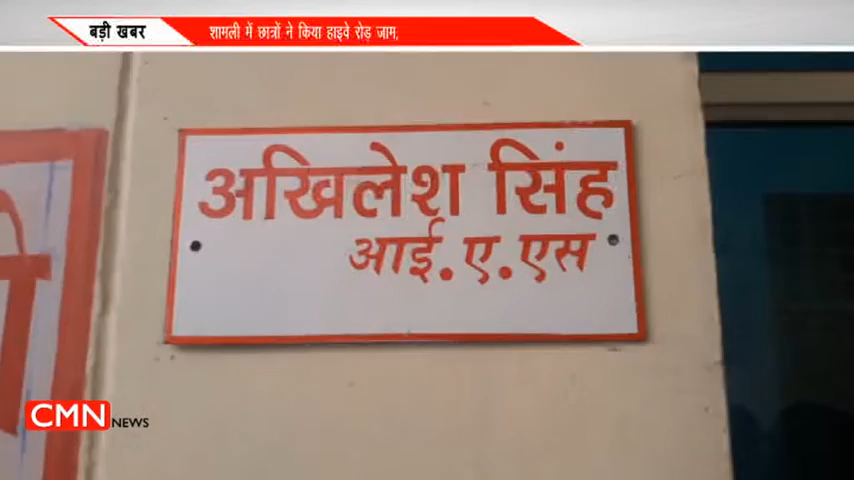 बड़ी खबर
शामली में छात्रों ने किया हाइवे रोड़ जाम,
अखिलेश सिंह
आई.ए.एस
CMN NEWS